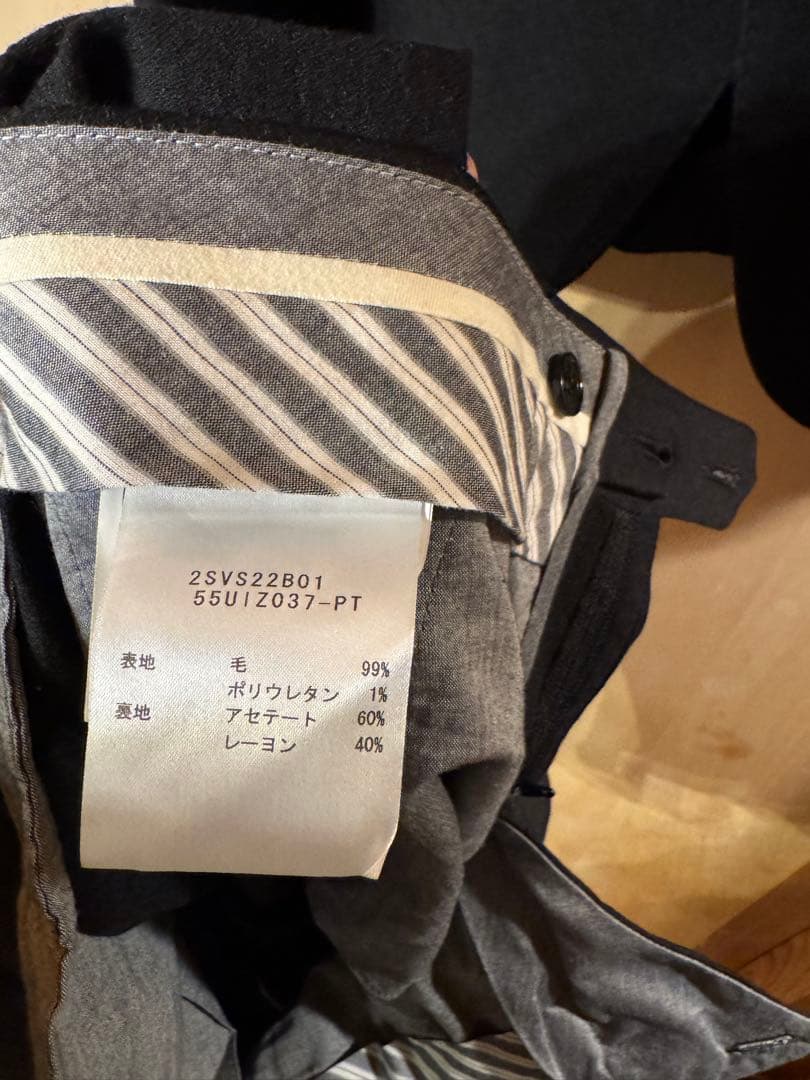 2SVS22B01
55UIZ037-PT
表地 毛 99%
ポリウレタン 1%
裏地 アセテート 60%
レーヨン 40%